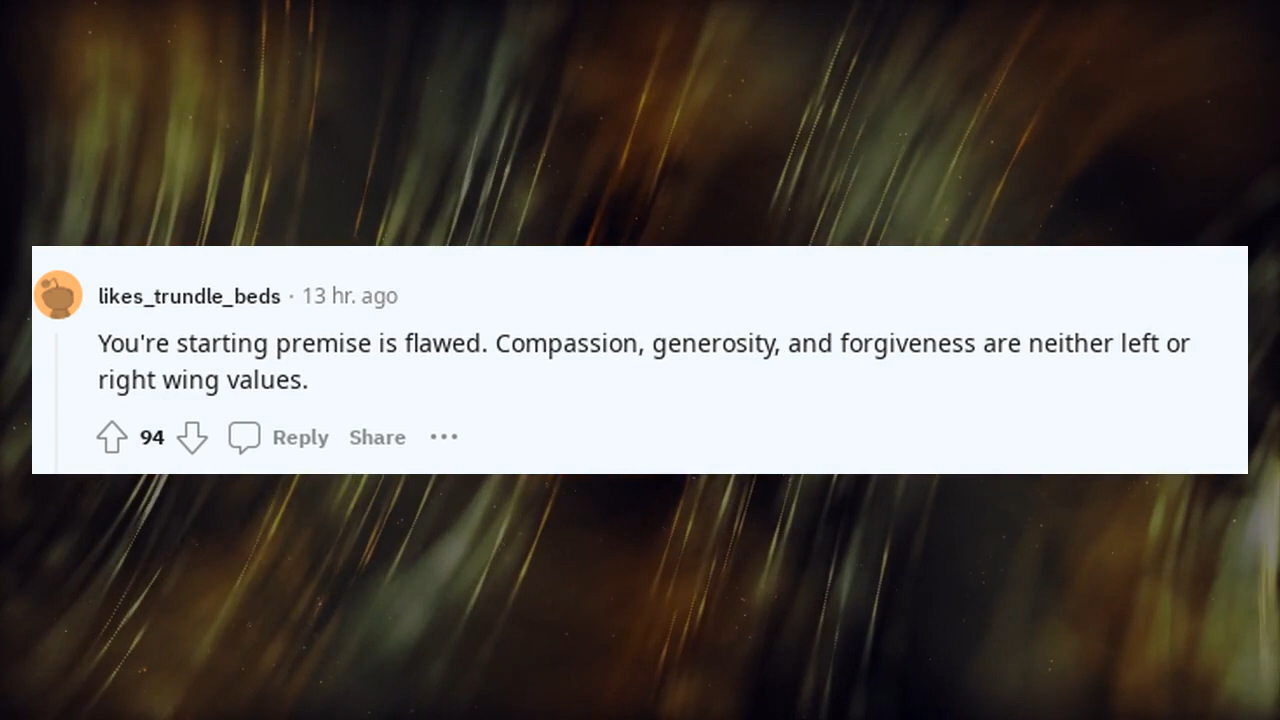 likes_trundle_beds · 13 hr. ago
You're starting premise is flawed. Compassion, generosity, and forgiveness are neither left or
right wing values.
94 Reply Share ...